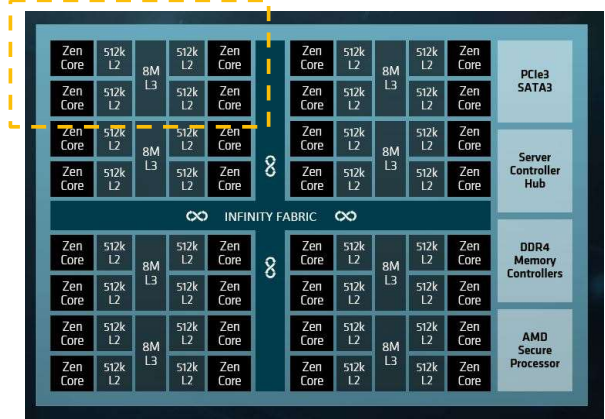 Zen 512k 512k Zen Zen 512k 512k Zen
Core L2 8M L2 Core Core L2 8M L2 Core
Zen 512k L3 512k Zen Zen 512k L3 512k Zen
Core L2 L2 Core Core L2 L2 Core
PCIe3
SATA3
Zen 512k 512k Zen Zen 512k 512k Zen
Core L2 8M L2 Core Core L2 8M L2 Core
Zen 512k L3 512k Zen Zen 512k L3 512k Zen
Core L2 L2 Core Core L2 L2 Core
Server
Controller
Hub
INFINITY FABRIC
Zen 512k 512k Zen Zen 512k 512k Zen
Core L2 8M L2 Core Core L2 8M L2 Core
Zen 512k L3 512k Zen Zen 512k L3 512k Zen
Core L2 L2 Core Core L2 L2 Core
DDR4
Memory
Controllers
Zen 512k 512k Zen Zen 512k 512k Zen
Core L2 8M L2 Core Core L2 8M L2 Core
Zen 512k L3 512k Zen Zen 512k L3 512k Zen
Core L2 L2 Core Core L2 L2 Core
AMD
Secure
Processor